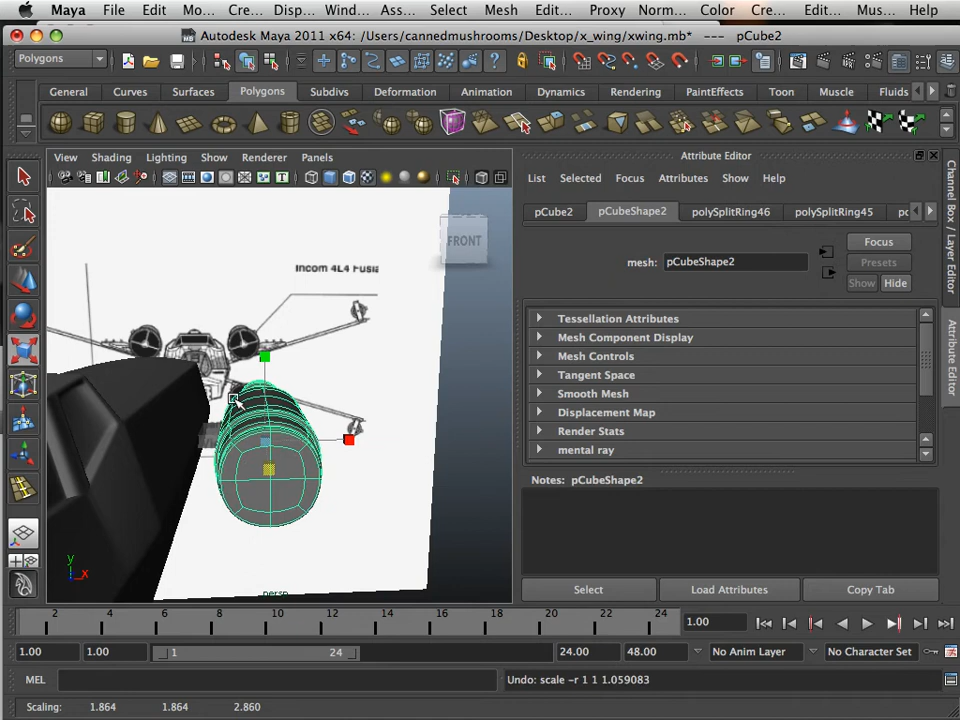 Maya File Edit Mo... Cre... Disp... Wind... Ass... Select Mesh Edit... Proxy Norm... Color Cre... Edit... Mus... Help
Autodesk Maya 2011 x64: /Users/cannedmushrooms/Desktop/x_wing/xwing.mb* --- pCube2
Polygons
General Curves Surfaces Polygons Subdivs Deformation Animation Dynamics Rendering PaintEffects Toon Muscle Fluids
View Shading Lighting Show Renderer Panels
Attribute Editor
List Selected Focus Attributes Show Help
pCube2 pCubeShape2 polySplitRing46 polySplitRing45
mesh: pCubeShape2
Focus
Presets
Show Hide
FRONT
Incom 4L4 Fusia
Tessellation Attributes
Mesh Component Display
Mesh Controls
Tangent Space
Smooth Mesh
Displacement Map
Render Stats
mental ray
Notes: pCubeShape2
Select Load Attributes Copy Tab
Channel Box / Layer Editor
Attribute Editor
y
x
persp
2 4 6 8 10 12 14 16 18 20 22 24
1.00
1.00 1.00 1 24 24.00 48.00 No Anim Layer No Character Set
MEL Undo: scale -r 1 1 1.059083
Scaling: 1.864 1.864 2.860